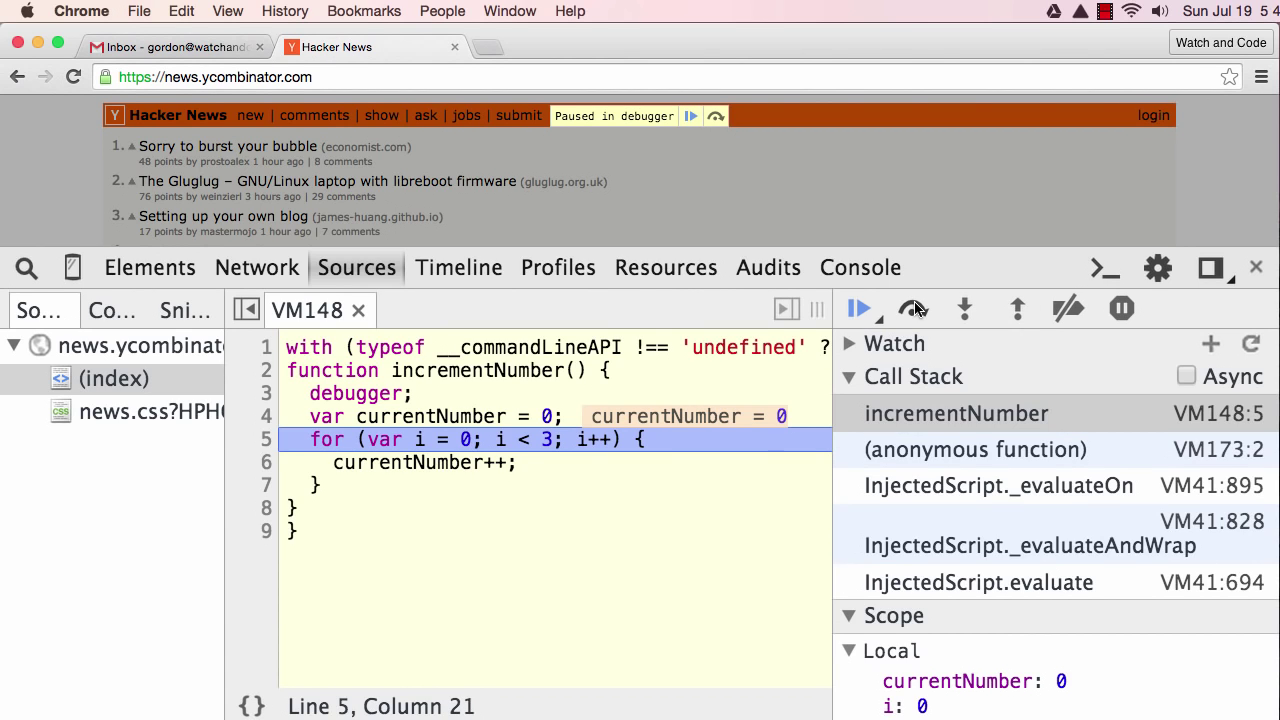 Chrome File Edit View History Bookmarks People Window Help Sun Jul 19 5 4
Inbox - gordon@watchand Hacker News Watch and Code
https://news.ycombinator.com
Y Hacker News new | comments | show | ask | jobs | submit Paused in debugger login
1. Sorry to burst your bubble (economist.com)
48 points by prostoalex 1 hour ago | 8 comments
2. The Gluglug – GNU/Linux laptop with libreboot firmware (gluglug.org.uk)
76 points by weinzierl 3 hours ago | 29 comments
3. Setting up your own blog (james-huang.github.io)
17 points by mastermojo 1 hour ago | 7 comments
Elements Network Sources Timeline Profiles Resources Audits Console
So... Co... Sni... VM148
news.ycombinat
(index)
news.css?HPH
1 with (typeof __commandLineAPI !== 'undefined' ?
2 function incrementNumber() {
3 debugger;
4 var currentNumber = 0; currentNumber = 0
5 for (var i = 0; i < 3; i++) {
6 currentNumber++;
7 }
8 }
9 }
{} Line 5, Column 21
Watch
Call Stack Async
incrementNumber VM148:5
(anonymous function) VM173:2
InjectedScript._evaluateOn VM41:895
VM41:828
InjectedScript._evaluateAndWrap
InjectedScript.evaluate VM41:694
Scope
Local
currentNumber: 0
i: 0